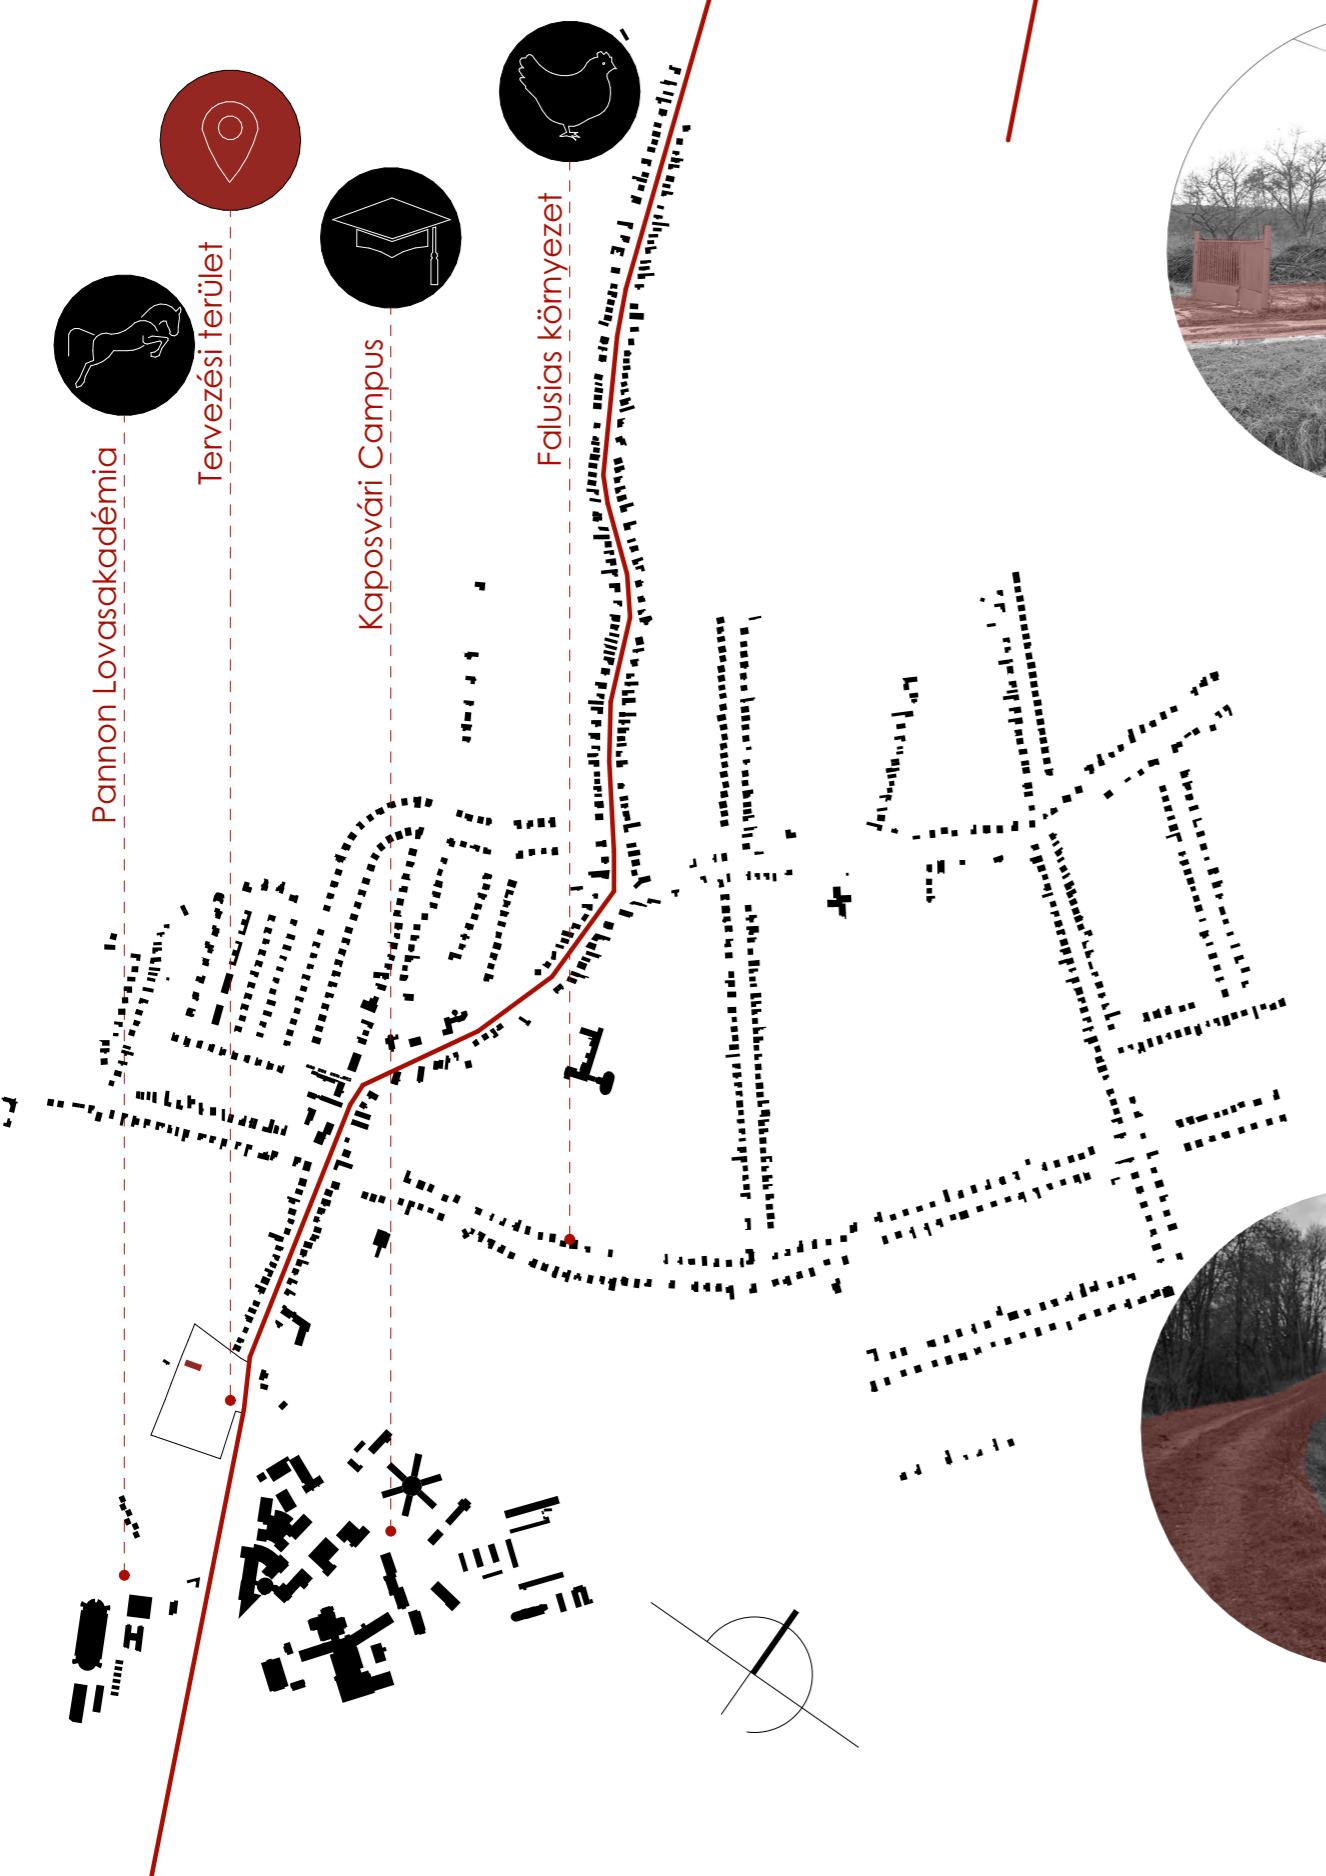 Pannon Lovasakadémia
Tervezési terület
Kaposvári Campus
Falusias környezet